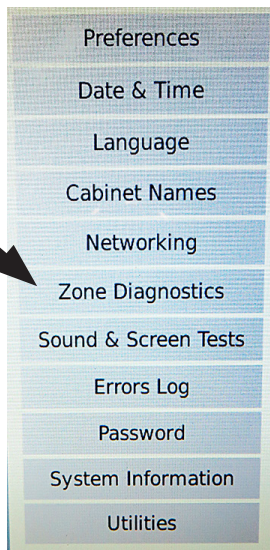 Preferences
Date & Time
Language
Cabinet Names
Networking
Zone Diagnostics
Sound & Screen Tests
Errors Log
Password
System Information
Utilities